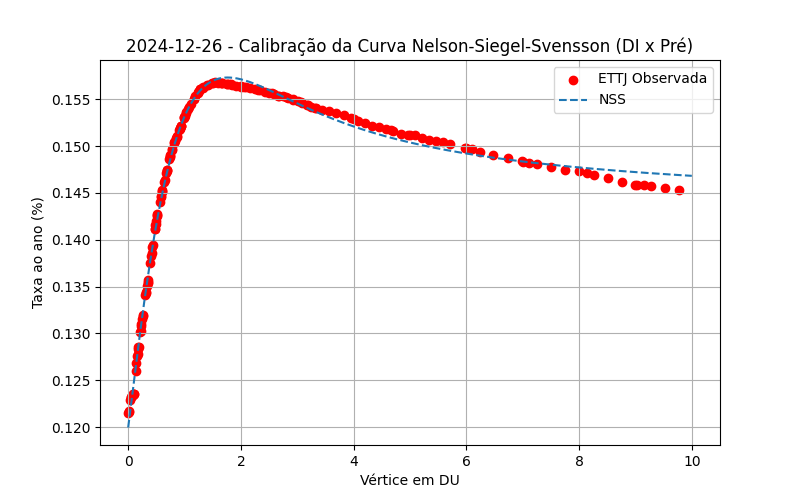 2024-12-26 - Calibração da Curva Nelson-Siegel-Svensson (DI x Pré)
ETTJ Observada
NSS
Taxa ao ano (%)
0.155
0.150
0.145
0.140
0.135
0.130
0.125
0.120
0 2 4 6 8 10
Vértice em DU